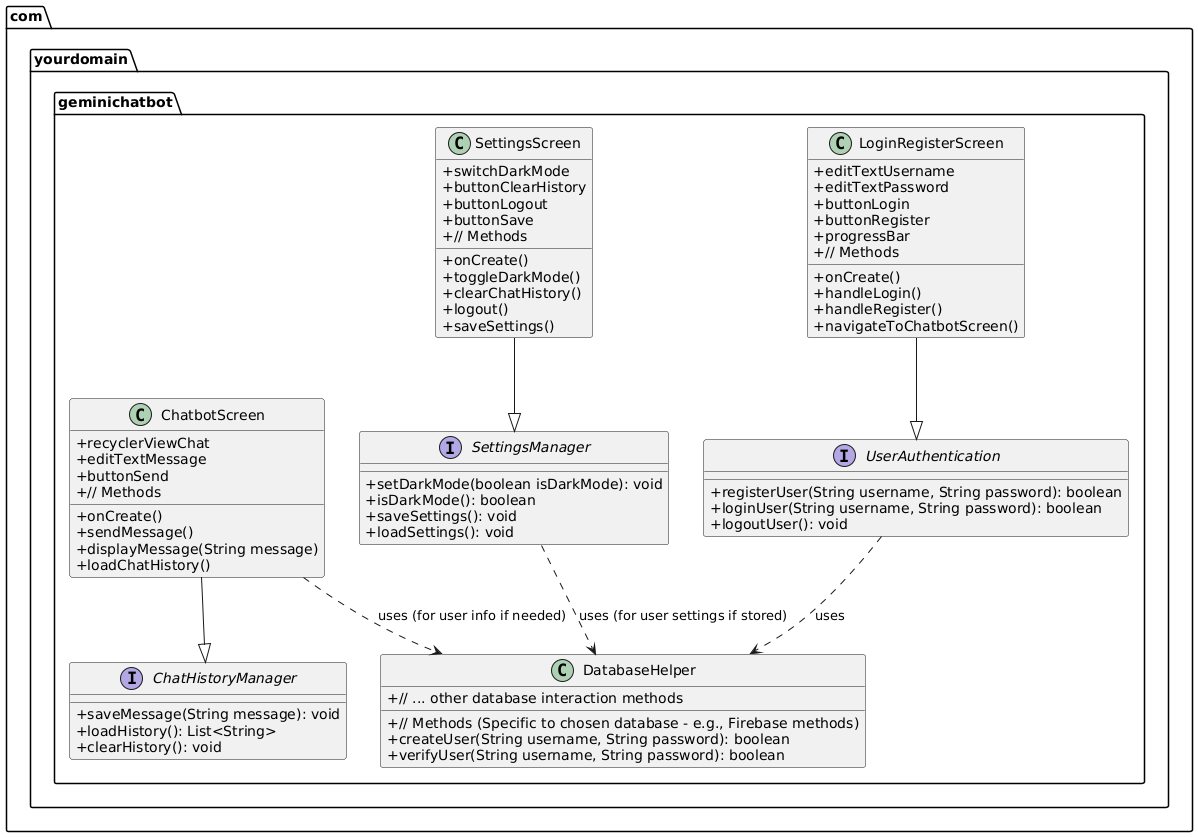 com
yourdomain
geminichatbot
C SettingsScreen
+switchDarkMode
+buttonClearHistory
+buttonLogout
+buttonSave
+// Methods
+onCreate()
+toggleDarkMode()
+clearChatHistory()
+logout()
+saveSettings()
C LoginRegisterScreen
+editTextUsername
+editTextPassword
+buttonLogin
+buttonRegister
+progressBar
+// Methods
+onCreate()
+handleLogin()
+handleRegister()
+navigateToChatbotScreen()
C ChatbotScreen
+recyclerViewChat
+editTextMessage
+buttonSend
+// Methods
+onCreate()
+sendMessage()
+displayMessage(String message)
+loadChatHistory()
I SettingsManager
+setDarkMode(boolean isDarkMode): void
+isDarkMode(): boolean
+saveSettings(): void
+loadSettings(): void
I UserAuthentication
+registerUser(String username, String password): boolean
+loginUser(String username, String password): boolean
+logoutUser(): void
uses (for user info if needed)
uses (for user settings if stored)
uses
I ChatHistoryManager
+saveMessage(String message): void
+loadHistory(): List<String>
+clearHistory(): void
C DatabaseHelper
+// ... other database interaction methods
+// Methods (Specific to chosen database - e.g., Firebase methods)
+createUser(String username, String password): boolean
+verifyUser(String username, String password): boolean